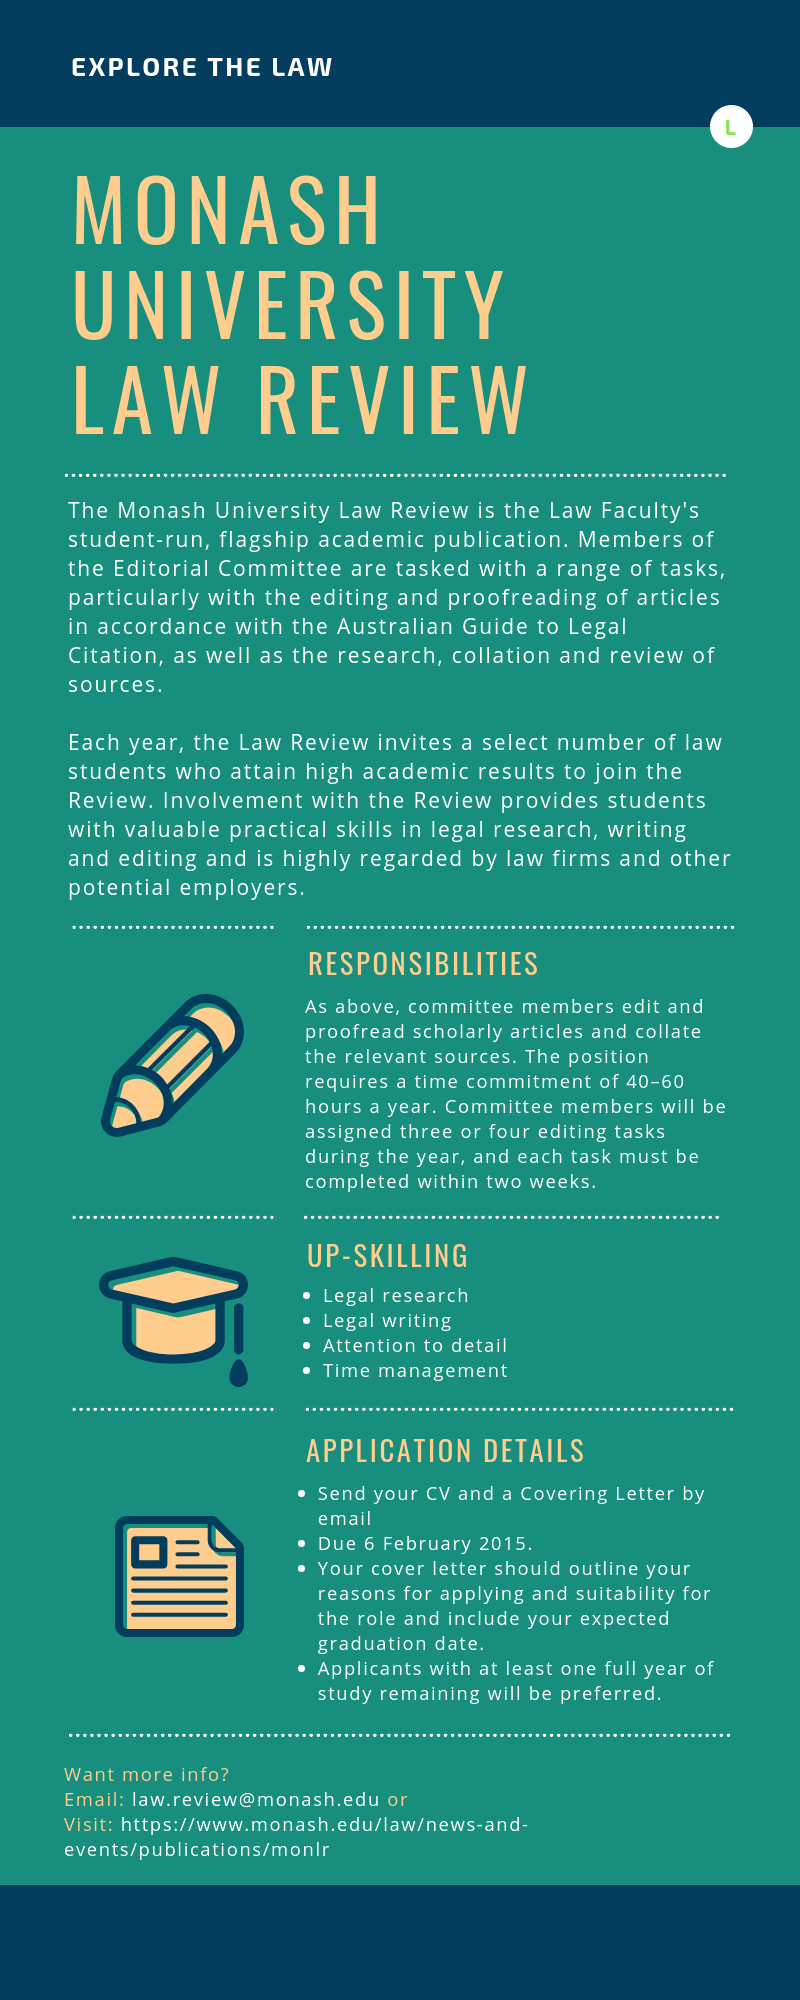 EXPLORE THE LAW
L
MONASH
UNIVERSITY
LAW REVIEW
The Monash University Law Review is the Law Faculty's
student-run, flagship academic publication. Members of
the Editorial Committee are tasked with a range of tasks,
particularly with the editing and proofreading of articles
in accordance with the Australian Guide to Legal
Citation, as well as the research, collation and review of
sources.
Each year, the Law Review invites a select number of law
students who attain high academic results to join the
Review. Involvement with the Review provides students
with valuable practical skills in legal research, writing
and editing and is highly regarded by law firms and other
potential employers.
RESPONSIBILITIES
As above, committee members edit and
proofread scholarly articles and collate
the relevant sources. The position
requires a time commitment of 40–60
hours a year. Committee members will be
assigned three or four editing tasks
during the year, and each task must be
completed within two weeks.
UP-SKILLING
• Legal research
• Legal writing
• Attention to detail
• Time management
APPLICATION DETAILS
• Send your CV and a Covering Letter by
email
• Due 6 February 2015.
• Your cover letter should outline your
reasons for applying and suitability for
the role and include your expected
graduation date.
• Applicants with at least one full year of
study remaining will be preferred.
Want more info?
Email: law.review@monash.edu or
Visit: https://www.monash.edu/law/news-and-
events/publications/monlr